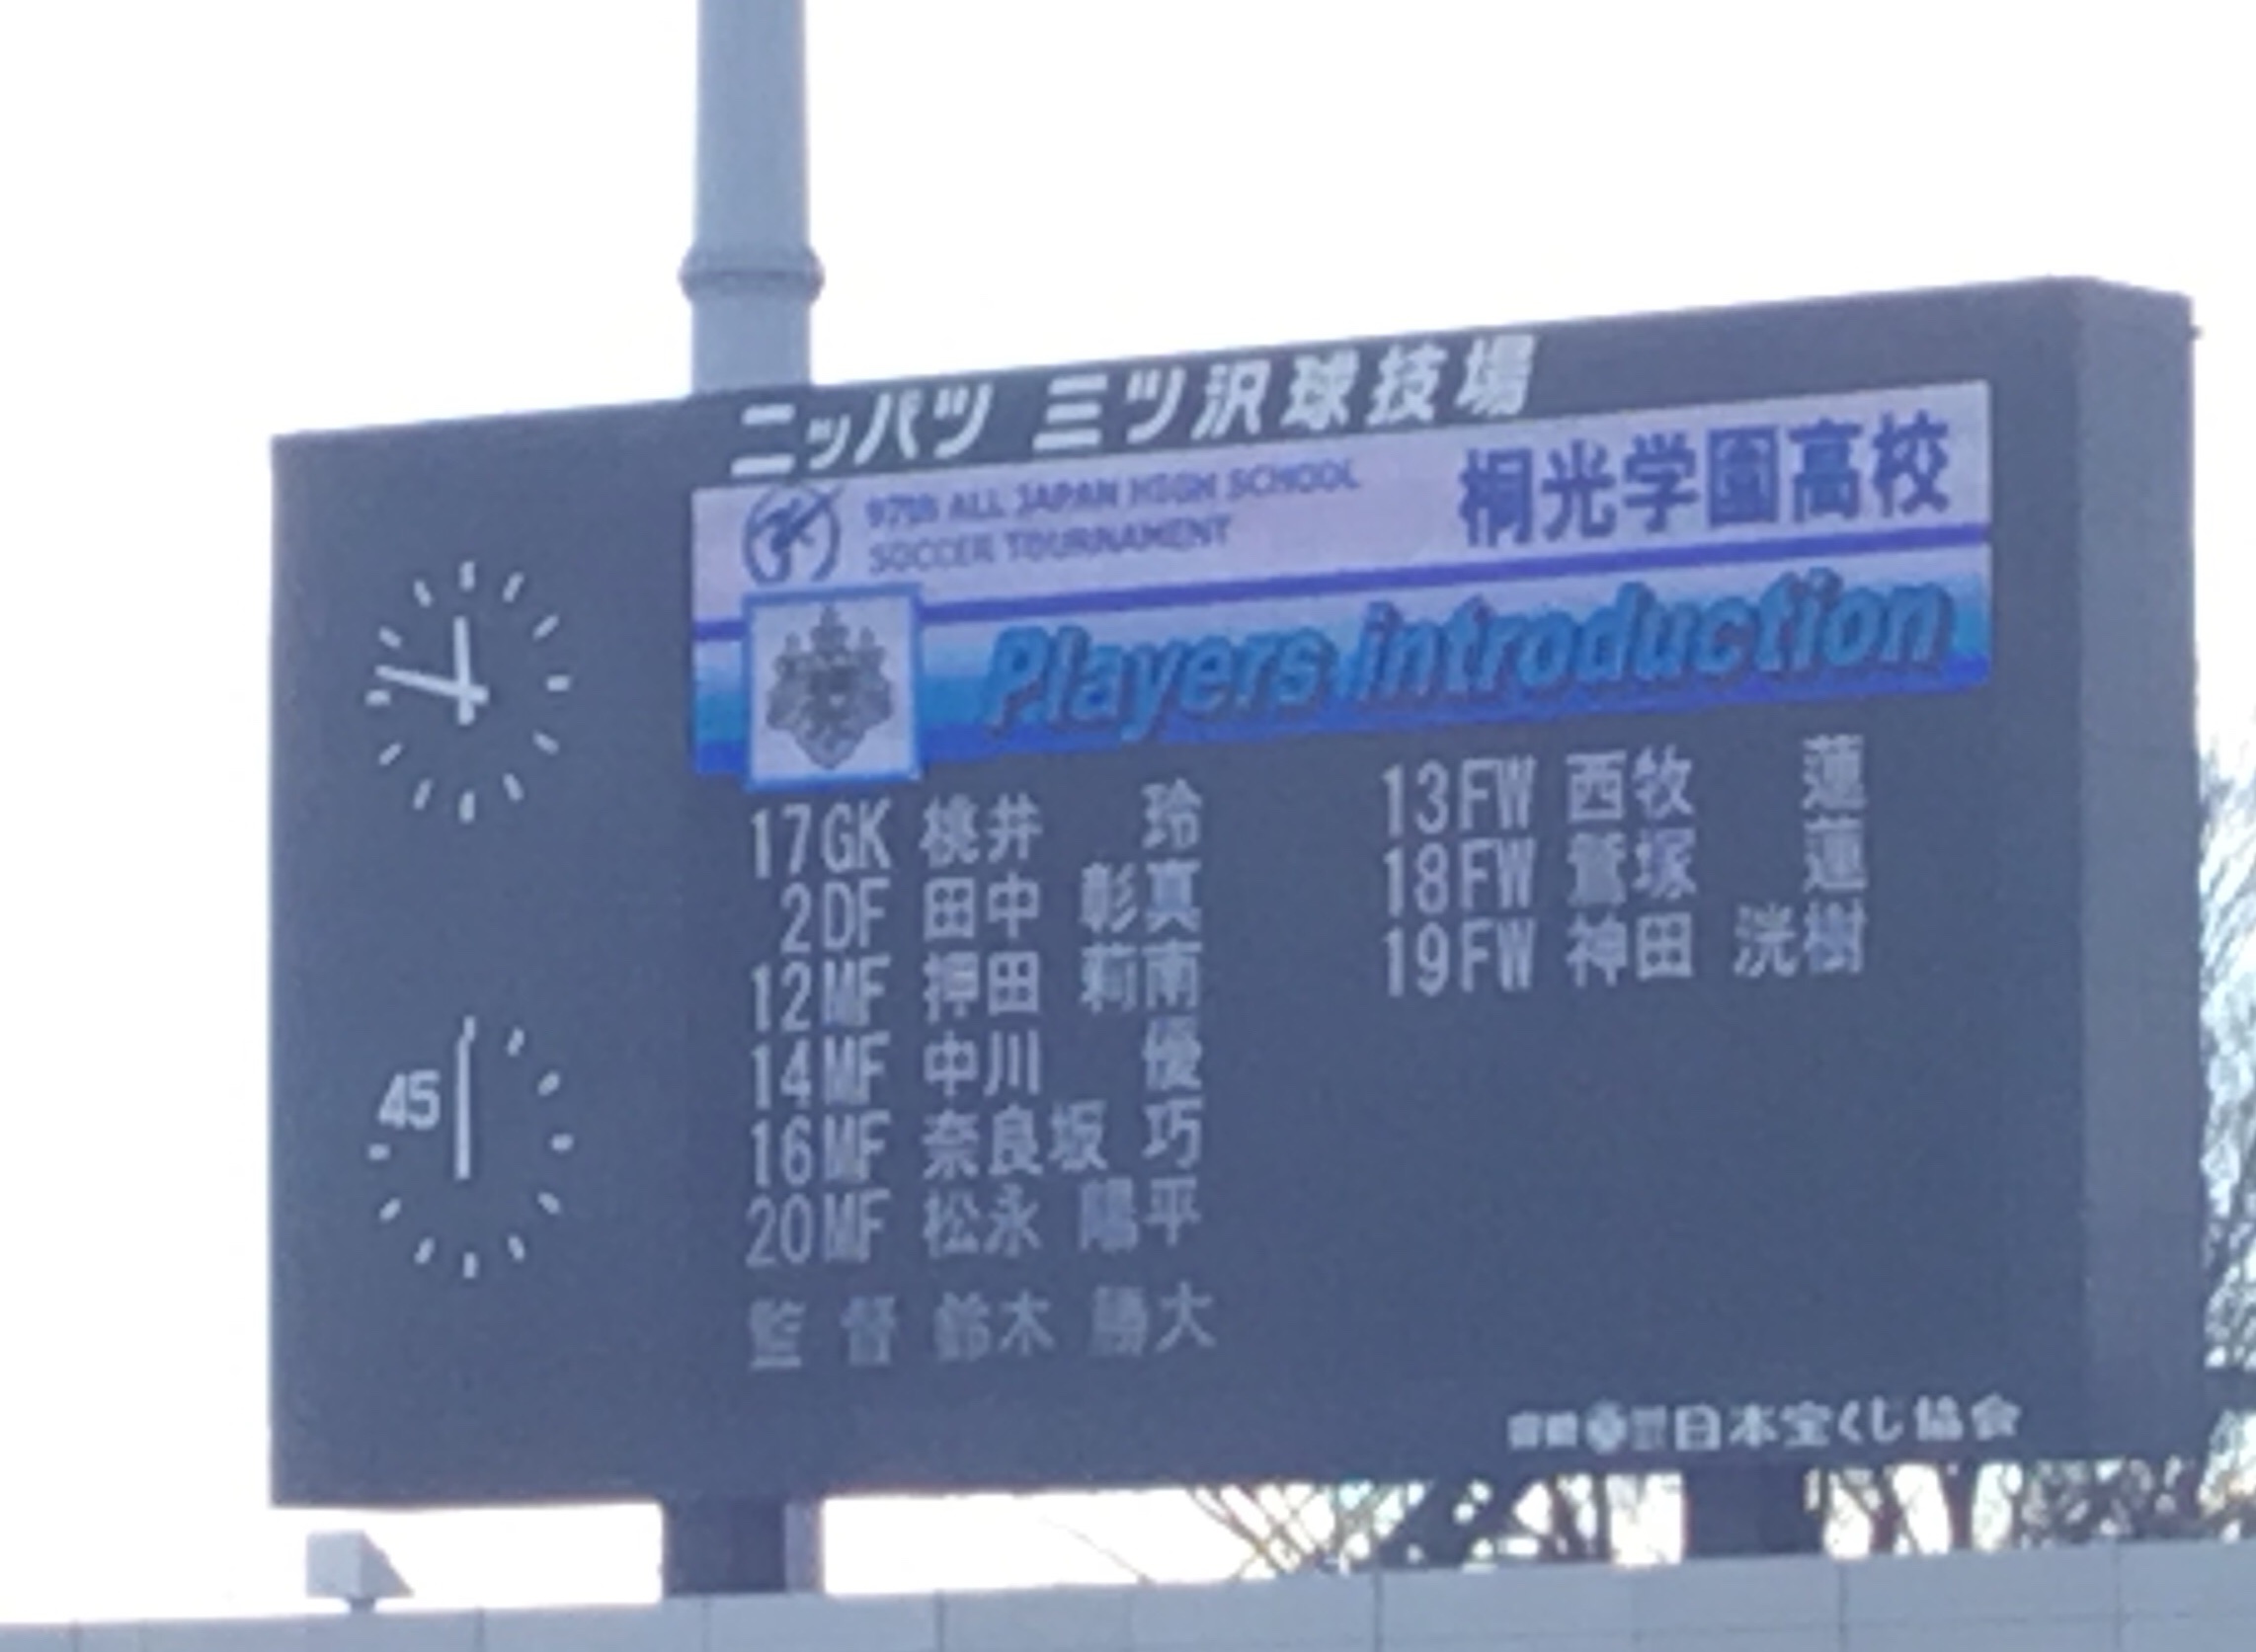 ニッパツ 三ツ沢球技場
97th ALL JAPAN HIGH SCHOOL
SOCCER TOURNAMENT
桐光学園高校
Players introduction
17GK 桃井 玲
2DF 田中 彰真
12MF 押田 莉南
14MF 中川 優
16MF 奈良坂 巧
20MF 松永 陽平
監督 鈴木 勝大
13FW 西牧 蓮
18FW 鷲塚 蓮
19FW 神田 洸樹
45
日本宝くじ協会